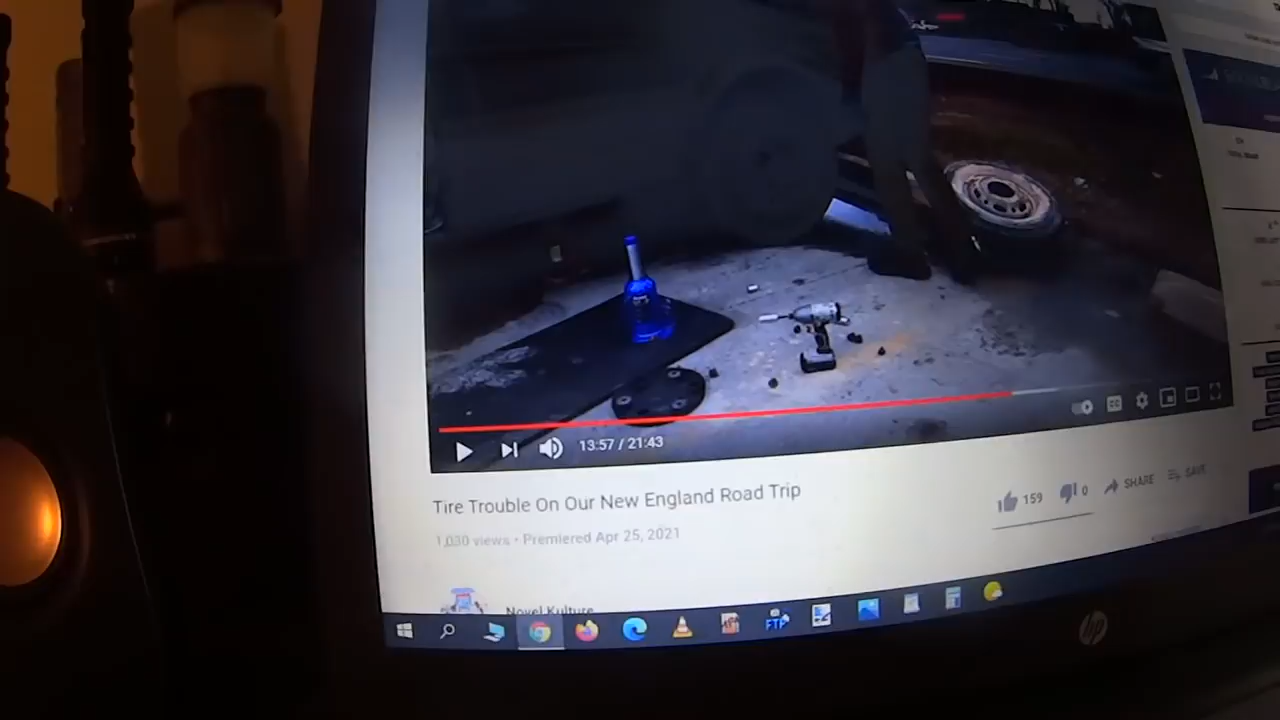 13:57 / 21:43
Tire Trouble On Our New England Road Trip
159 0 SHARE SAVE
1,030 views • Premiered Apr 25, 2021
Novel Kulture
FTP
hp